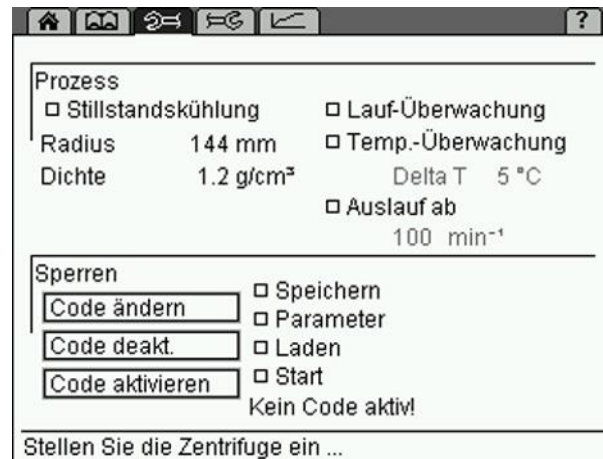 ?
Prozess
Stillstandskühlung
Lauf-Überwachung
Radius 144 mm
Temp.-Überwachung
Dichte 1.2 g/cm³
Delta T 5 °C
Auslauf ab
100 min⁻¹
Sperren
Code ändern
Code deakt.
Code aktivieren
Speichern
Parameter
Laden
Start
Kein Code aktiv!
Stellen Sie die Zentrifuge ein ...